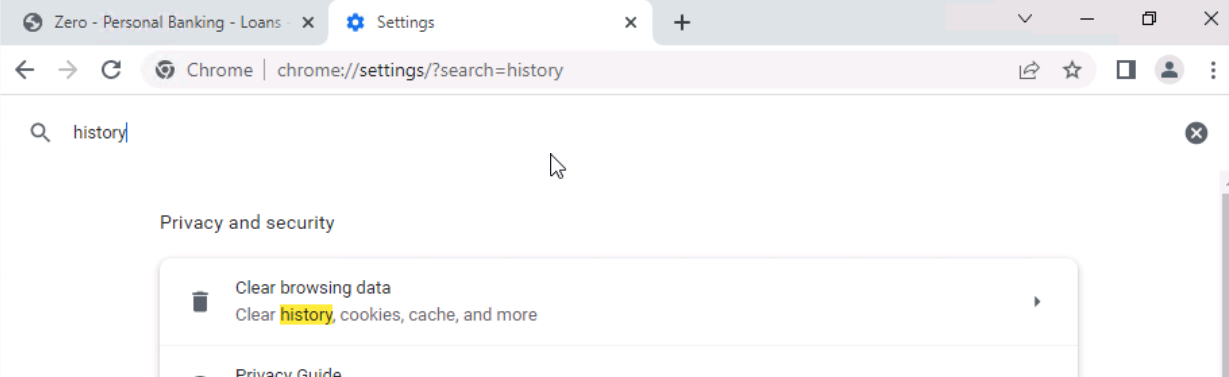 Zero - Personal Banking - Loans
Settings
Chrome | chrome://settings/?search=history
history
Privacy and security
Clear browsing data
Clear history, cookies, cache, and more
Privacy Guide